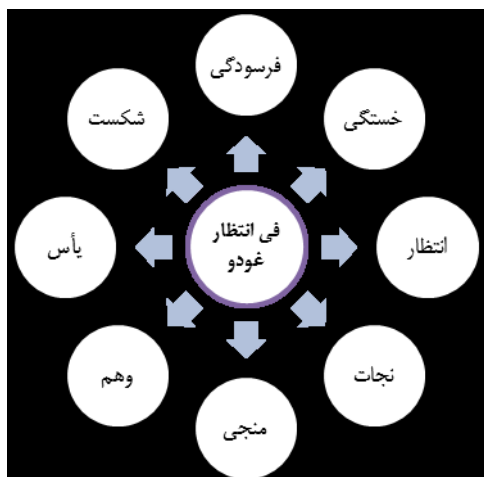 فرسودگی
شکست
خستگی
یأس
فی انتظار
غودو
انتظار
وهم
نجات
منجی